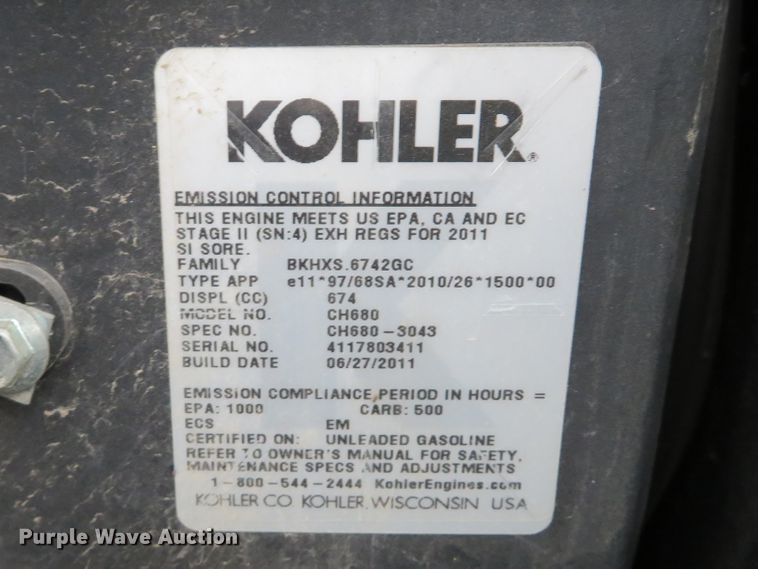 KOHLER®
EMISSION CONTROL INFORMATION
THIS ENGINE MEETS US EPA, CA AND EC
STAGE II (SN:4) EXH REGS FOR 2011
SI SORE.
FAMILY BKHXS.6742GC
TYPE APP e11*97/68SA*2010/26*1500*00
DISPL (CC) 674
MODEL NO. CH680
SPEC NO. CH680-3043
SERIAL NO. 4117803411
BUILD DATE 06/27/2011
EMISSION COMPLIANCE PERIOD IN HOURS =
EPA: 1000 CARB: 500
ECS EM
CERTIFIED ON: UNLEADED GASOLINE
REFER TO OWNER'S MANUAL FOR SAFETY,
MAINTENANCE SPECS AND ADJUSTMENTS
1-800-544-2444 KohlerEngines.com
KOHLER CO. KOHLER, WISCONSIN USA
Purple Wave Auction